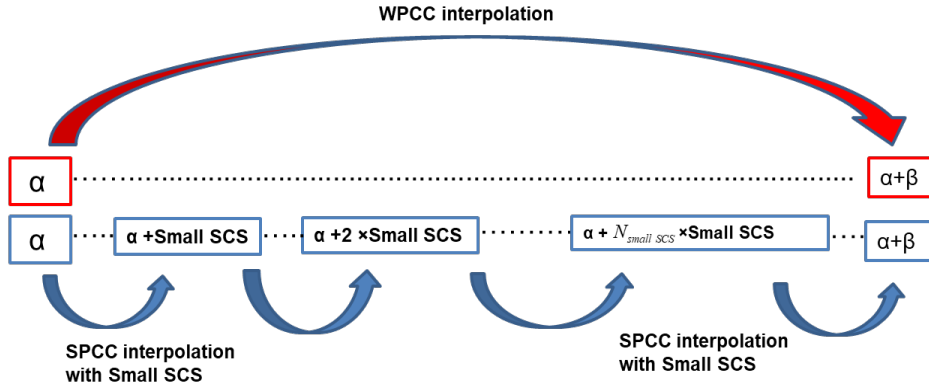 WPCC interpolation
α
α+β
α
α +Small SCS
α +2 ×Small SCS
α + N small SCS ×Small SCS
α+β
SPCC interpolation
with Small SCS
SPCC interpolation
with Small SCS